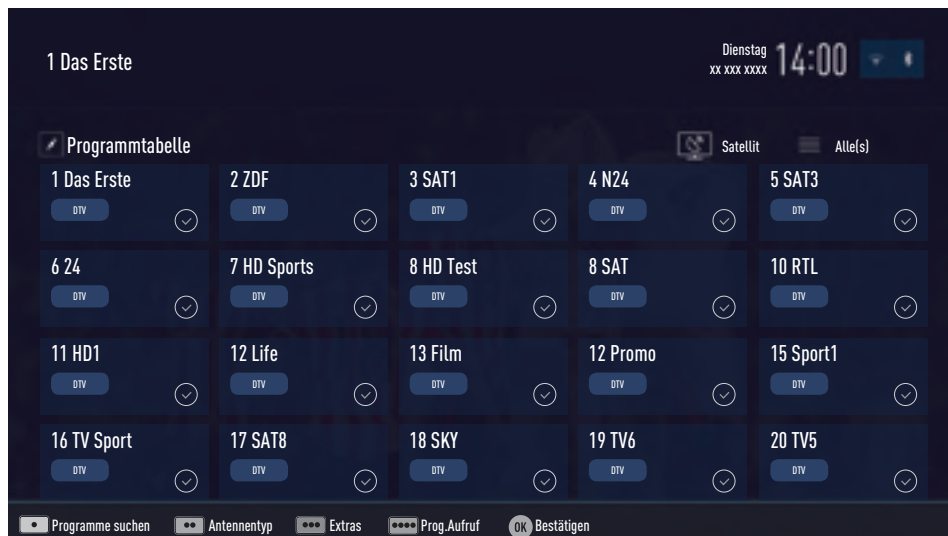 1 Das Erste
Dienstag
xx xxx xxxx
14:00
Programmtabelle
Satellit
Alle(s)
1 Das Erste
2 ZDF
3 SAT1
4 N24
5 SAT3
DTV
DTV
DTV
DTV
DTV
6 24
7 HD Sports
8 HD Test
8 SAT
10 RTL
DTV
DTV
DTV
DTV
DTV
11 HD1
12 Life
13 Film
12 Promo
15 Sport1
DTV
DTV
DTV
DTV
DTV
16 TV Sport
17 SAT8
18 SKY
19 TV6
20 TV5
DTV
DTV
DTV
DTV
DTV
Programme suchen
Antennentyp
Extras
Prog.Aufruf
OK Bestätigen